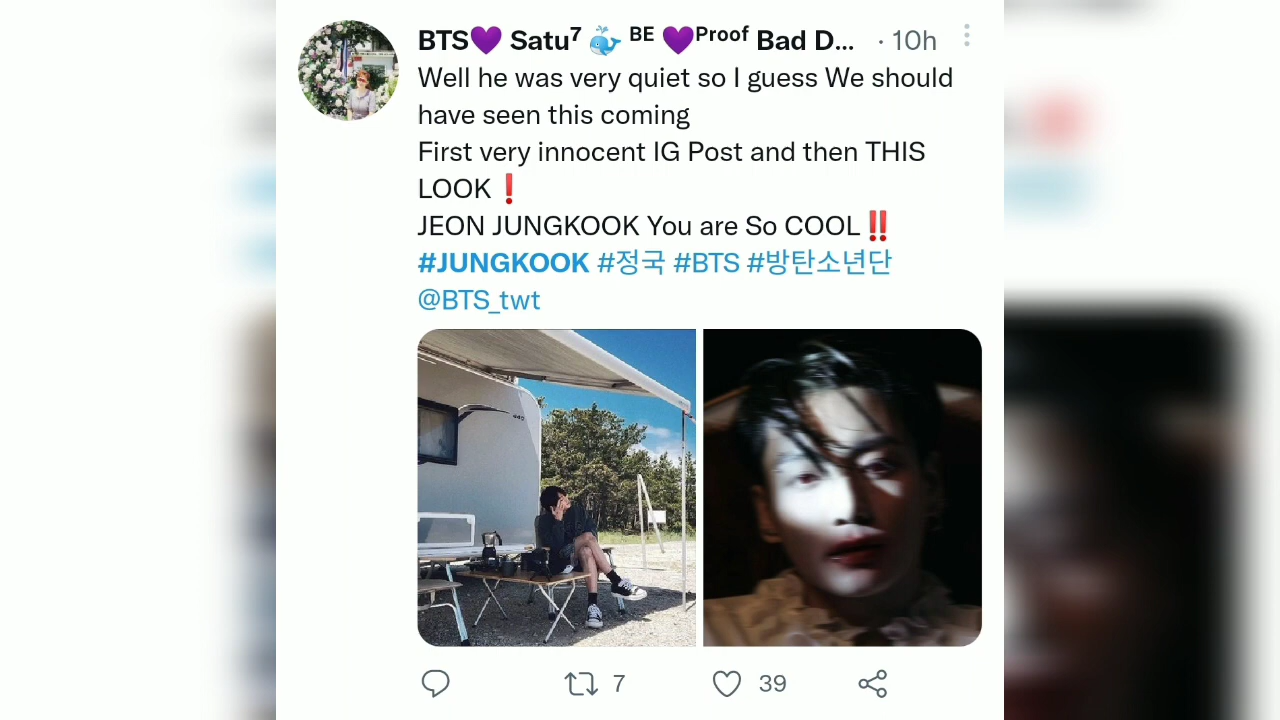 BTS💜 Satu⁷ 🐳 ᴮᴱ 💜ᴾʳᵒᵒᶠ Bad D... · 10h
Well he was very quiet so I guess We should
have seen this coming
First very innocent IG Post and then THIS
LOOK❗
JEON JUNGKOOK You are So COOL‼️
#JUNGKOOK #정국 #BTS #방탄소년단
@BTS_twt
7 39